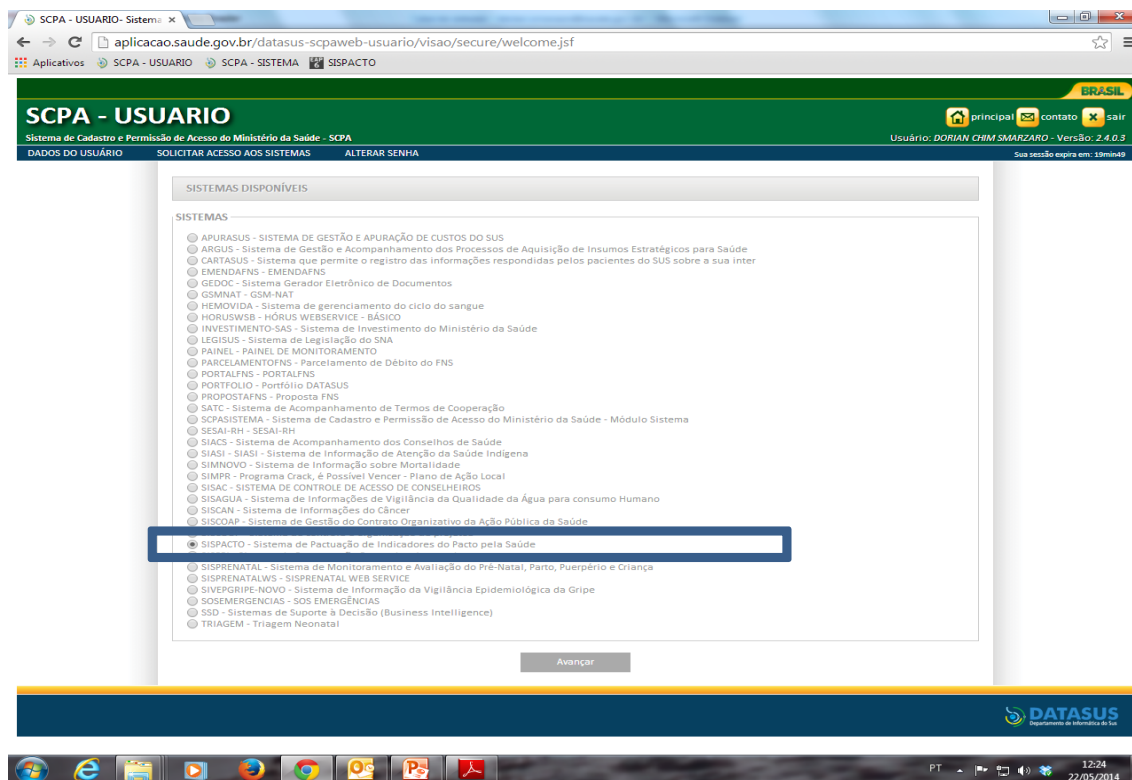 SCPA - USUARIO- Sistema
aplicacao.saude.gov.br/datasus-scpaweb-usuario/visao/secure/welcome.jsf
Aplicativos SCPA - USUARIO SCPA - SISTEMA SISPACTO
BRASIL
SCPA - USUARIO
principal contato sair
Sistema de Cadastro e Permissão de Acesso do Ministério da Saúde - SCPA
Usuário: DORIAN CHIM SMARZARO - Versão: 2.4.0.3
DADOS DO USUÁRIO SOLICITAR ACESSO AOS SISTEMAS ALTERAR SENHA
Sua sessão expira em: 19min49
SISTEMAS DISPONÍVEIS
SISTEMAS
APURASUS - SISTEMA DE GESTÃO E APURAÇÃO DE CUSTOS DO SUS
ARGUS - Sistema de Gestão e Acompanhamento dos Processos de Aquisição de Insumos Estratégicos para Saúde
CARTASUS - Sistema que permite o registro das informações respondidas pelos pacientes do SUS sobre a sua inter
EMENDAFNS - EMENDAFNS
GEDOC - Sistema Gerador Eletrônico de Documentos
GSMNAT - GSM-NAT
HEMOVIDA - Sistema de gerenciamento do ciclo do sangue
HORUSWSB - HÓRUS WEBSERVICE - BÁSICO
INVESTIMENTO-SAS - Sistema de Investimento do Ministério da Saúde
LEGISUS - Sistema de Legislação do SNA
PAINEL - PAINEL DE MONITORAMENTO
PARCELAMENTOFNS - Parcelamento de Débito do FNS
PORTALFNS - PORTALFNS
PORTFOLIO - Portfólio DATASUS
PROPOSTAFNS - Proposta FNS
SATC - Sistema de Acompanhamento de Termos de Cooperação
SCPASISTEMA - Sistema de Cadastro e Permissão de Acesso do Ministério da Saúde - Módulo Sistema
SESAI-RH - SESAI-RH
SIACS - Sistema de Acompanhamento dos Conselhos de Saúde
SIASI - SIASI - Sistema de Informação de Atenção da Saúde Indígena
SIMNOVO - Sistema de Informação sobre Mortalidade
SIMPR - Programa Crack, é Possível Vencer - Plano de Ação Local
SISAC - SISTEMA DE CONTROLE DE ACESSO DE CONSELHEIROS
SISAGUA - Sistema de Informações de Vigilância da Qualidade da Água para consumo Humano
SISCAN - Sistema de Informações do Câncer
SISCOAP - Sistema de Gestão do Contrato Organizativo da Ação Pública da Saúde
SISPACTO - Sistema de Pactuação de Indicadores do Pacto pela Saúde
SISPRENATAL - Sistema de Monitoramento e Avaliação do Pré-Natal, Parto, Puerpério e Criança
SISPRENATALWS - SISPRENATAL WEB SERVICE
SIVEPGRIPE-NOVO - Sistema de Informação da Vigilância Epidemiológica da Gripe
SOSEMERGENCIAS - SOS EMERGÊNCIAS
SSD - Sistemas de Suporte à Decisão (Business Intelligence)
TRIAGEM - Triagem Neonatal
Avançar
DATASUS
Departamento de Informática do Sus
PT
12:24
22/05/2014